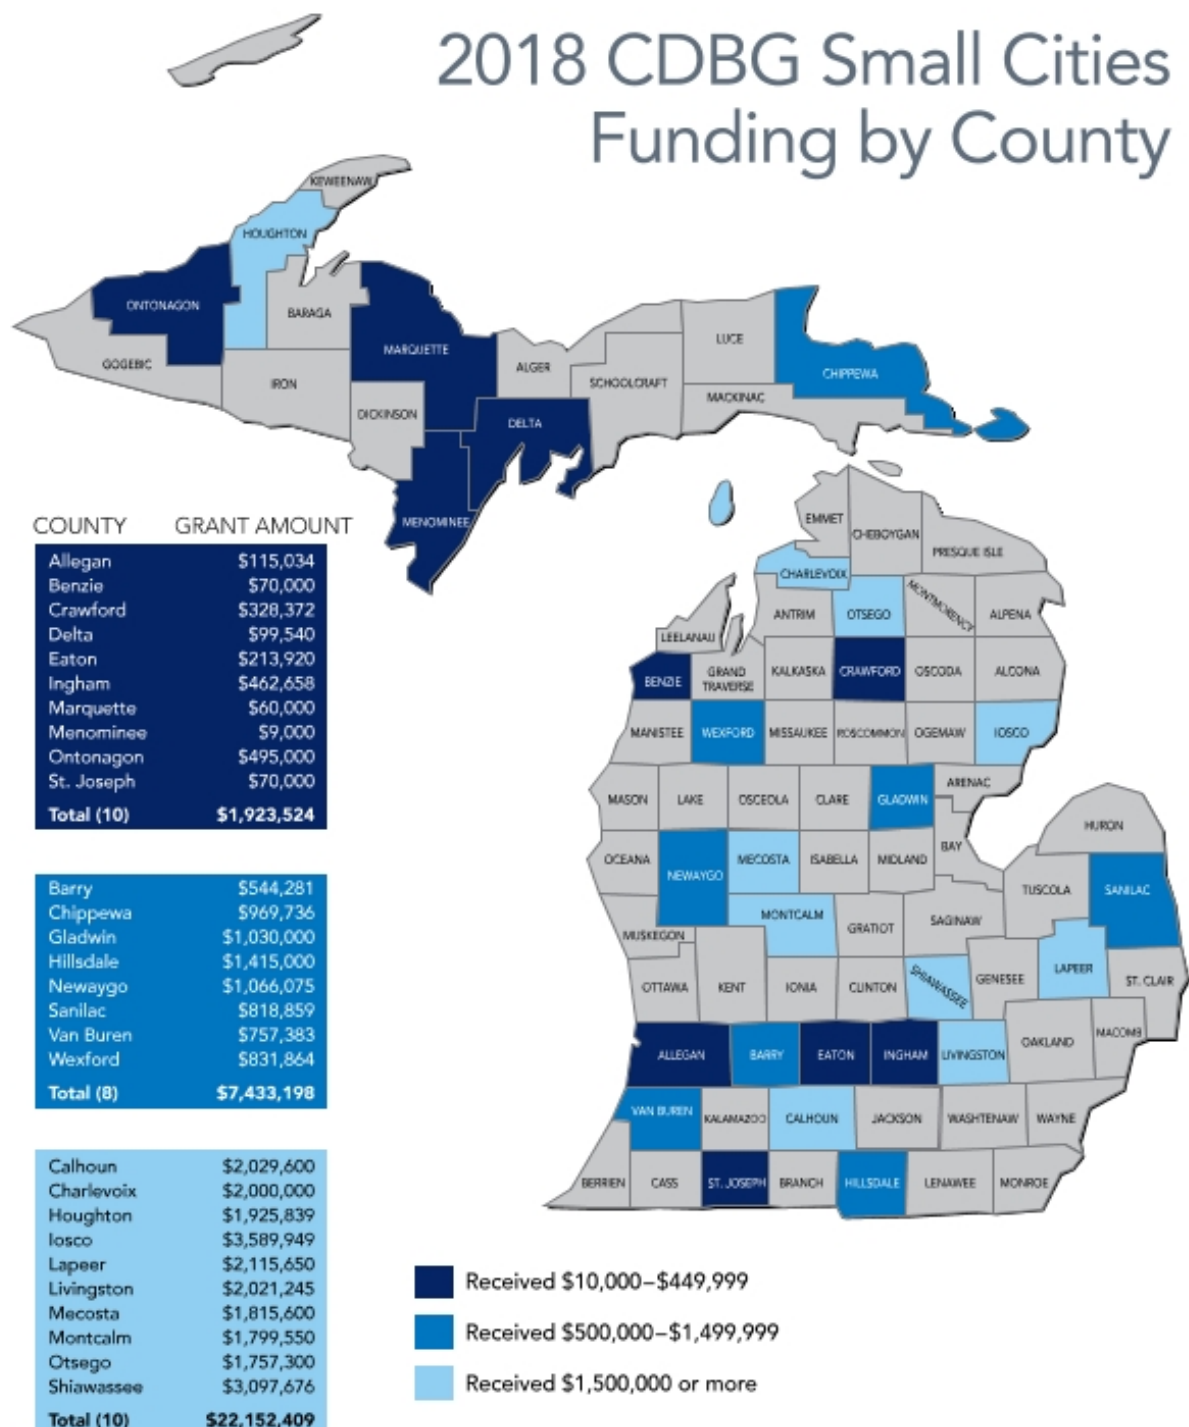 2018 CDBG Small Cities
Funding by County
KEWEENAW
HOUGHTON
ONTONAGON
BARAGA
GOGEBIC
MARQUETTE
IRON
ALGER
LUCE
CHIPPEWA
SCHOOLCRAFT
MACKINAC
DICKINSON
DELTA
MENOMINEE
COUNTY GRANT AMOUNT
Allegan $115,034
Benzie $70,000
Crawford $328,372
Delta $99,540
Eaton $213,920
Ingham $462,658
Marquette $60,000
Menominee $9,000
Ontonagon $495,000
St. Joseph $70,000
Total (10) $1,923,524
Barry $544,281
Chippewa $969,736
Gladwin $1,030,000
Hillsdale $1,415,000
Newaygo $1,066,075
Sanilac $818,859
Van Buren $757,383
Wexford $831,864
Total (8) $7,433,198
Calhoun $2,029,600
Charlevoix $2,000,000
Houghton $1,925,839
Iosco $3,589,949
Lapeer $2,115,650
Livingston $2,021,245
Mecosta $1,815,600
Montcalm $1,799,550
Otsego $1,757,300
Shiawassee $3,097,676
Total (10) $22,152,409
EMMET
CHEBOYGAN
PRESQUE ISLE
CHARLEVOIX
ANTRIM
OTSEGO
MONTMORENCY
ALPENA
LEELANAU
BENZIE
GRAND
TRAVERSE
KALKASKA
CRAWFORD
OSCODA
ALCONA
MANISTEE
WEXFORD
MISSAUKEE
ROSCOMMON
OGEMAW
IOSCO
MASON
LAKE
OSCEOLA
CLARE
GLADWIN
ARENAC
HURON
OCEANA
NEWAYGO
MECOSTA
ISABELLA
MIDLAND
BAY
TUSCOLA
SANILAC
MUSKEGON
MONTCALM
GRATIOT
SAGINAW
OTTAWA
KENT
IONIA
CLINTON
SHIAWASSEE
GENESEE
LAPEER
ST. CLAIR
ALLEGAN
BARRY
EATON
INGHAM
LIVINGSTON
OAKLAND
MACOMB
VAN BUREN
KALAMAZOO
CALHOUN
JACKSON
WASHTENAW
WAYNE
BERRIEN
CASS
ST. JOSEPH
BRANCH
HILLSDALE
LENAWEE
MONROE
Received $10,000–$449,999
Received $500,000–$1,499,999
Received $1,500,000 or more